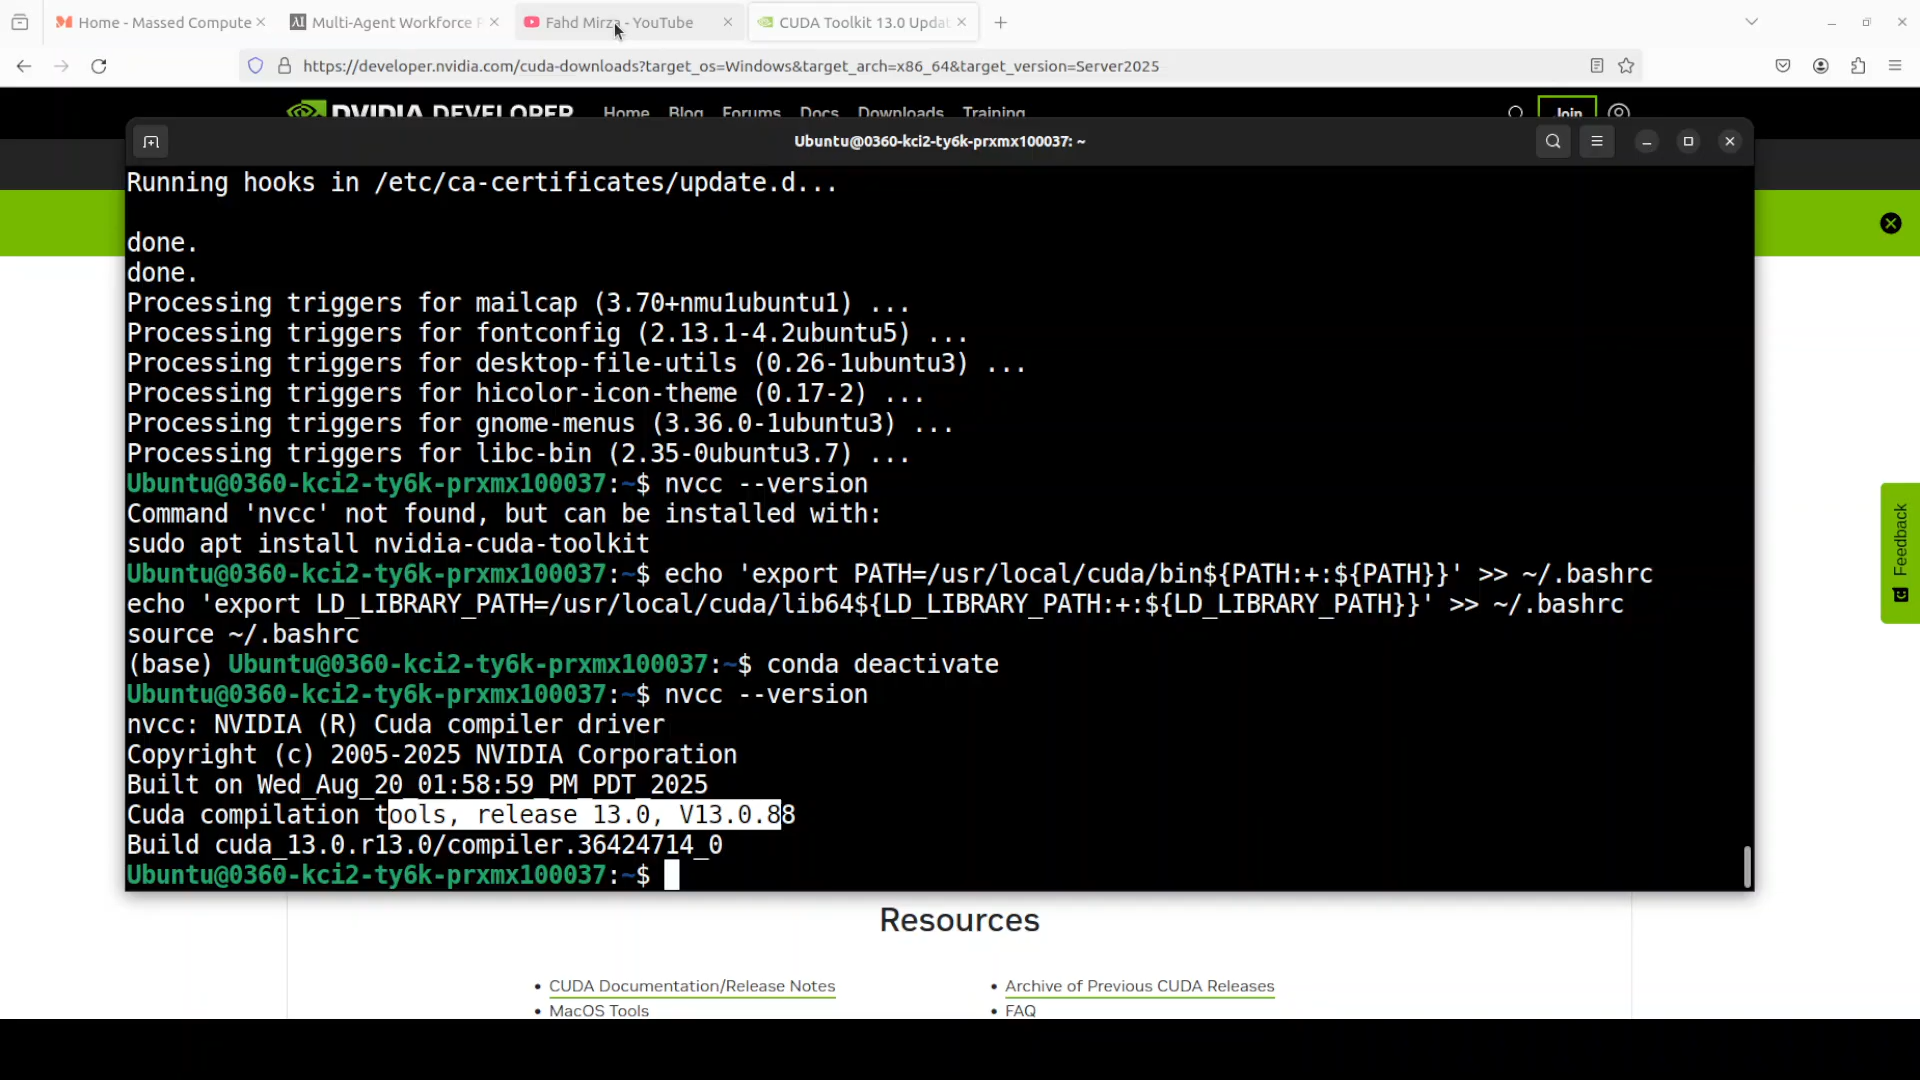 Home - Massed Compute
Multi-Agent Workforce
Fahd Mirza - YouTube
CUDA Toolkit 13.0 Updat
https://developer.nvidia.com/cuda-downloads?target_os=Windows&target_arch=x86_64&target_version=Server2025
NVIDIA DEVELOPER Home Blog Forums Docs Downloads Training Join
Ubuntu@0360-kci2-ty6k-prxmx100037: ~
Running hooks in /etc/ca-certificates/update.d...
done.
done.
Processing triggers for mailcap (3.70+nmu1ubuntu1) ...
Processing triggers for fontconfig (2.13.1-4.2ubuntu5) ...
Processing triggers for desktop-file-utils (0.26-1ubuntu3) ...
Processing triggers for hicolor-icon-theme (0.17-2) ...
Processing triggers for gnome-menus (3.36.0-1ubuntu3) ...
Processing triggers for libc-bin (2.35-0ubuntu3.7) ...
Ubuntu@0360-kci2-ty6k-prxmx100037:~$ nvcc --version
Command 'nvcc' not found, but can be installed with:
sudo apt install nvidia-cuda-toolkit
Ubuntu@0360-kci2-ty6k-prxmx100037:~$ echo 'export PATH=/usr/local/cuda/bin${PATH:+:${PATH}}' >> ~/.bashrc
echo 'export LD_LIBRARY_PATH=/usr/local/cuda/lib64${LD_LIBRARY_PATH:+:${LD_LIBRARY_PATH}}' >> ~/.bashrc
source ~/.bashrc
(base) Ubuntu@0360-kci2-ty6k-prxmx100037:~$ conda deactivate
Ubuntu@0360-kci2-ty6k-prxmx100037:~$ nvcc --version
nvcc: NVIDIA (R) Cuda compiler driver
Copyright (c) 2005-2025 NVIDIA Corporation
Built on Wed_Aug_20_01:58:59_PM_PDT_2025
Cuda compilation tools, release 13.0, V13.0.88
Build cuda_13.0.r13.0/compiler.36424714_0
Ubuntu@0360-kci2-ty6k-prxmx100037:~$
Feedback
Resources
CUDA Documentation/Release Notes
MacOS Tools
Archive of Previous CUDA Releases
FAQ